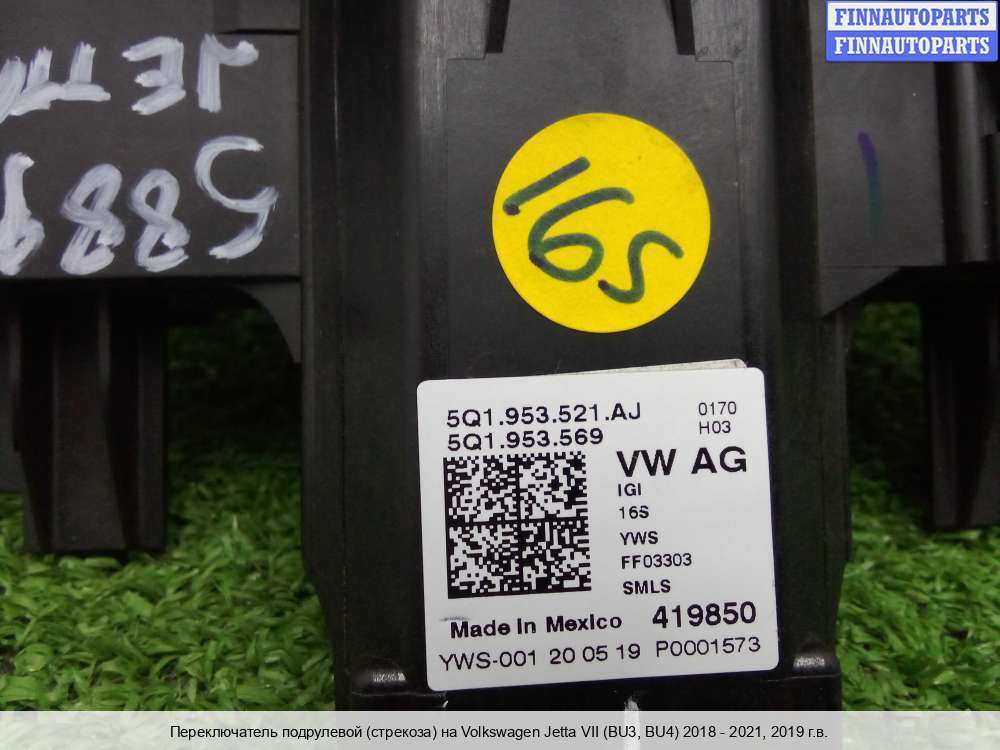 FINNAUTOPARTS
FINNAUTOPARTS
JETTA
5889
16S
5Q1.953.521.AJ
5Q1.953.569
0170
H03
VW AG
IGI
16S
YWS
FF03303
SMLS
Made In Mexico 419850
YWS-001 20 05 19 P0001573
Переключатель подрулевой (стрекоза) на Volkswagen Jetta VII (BU3, BU4) 2018 - 2021, 2019 г.в.